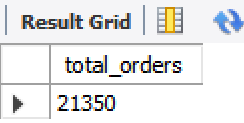 Result Grid
total_orders
21350